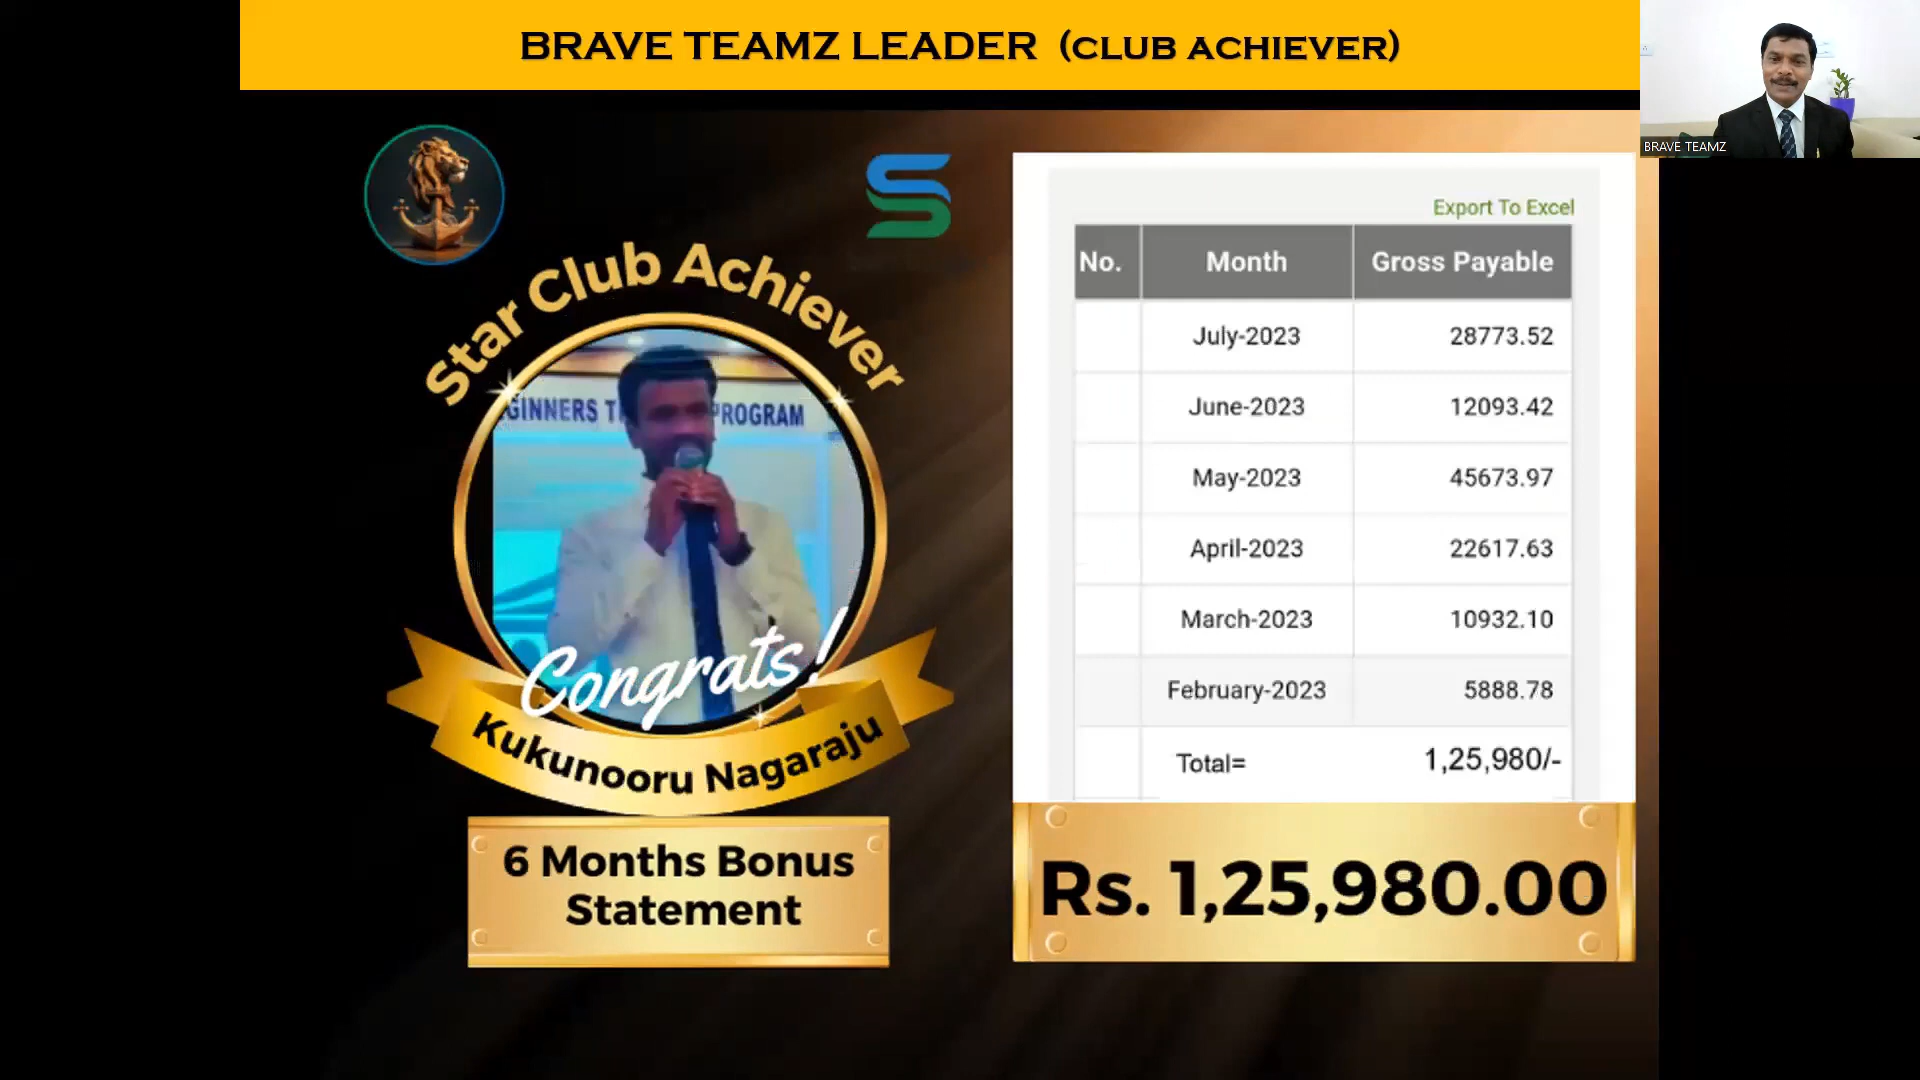 BRAVE TEAMZ LEADER (CLUB ACHIEVER)
BRAVE TEAMZ
Star Club Achiever
GINNERS T PROGRAM
Congrats!
Kukunooru Nagaraju
6 Months Bonus
Statement
Export To Excel
No. Month Gross Payable
July-2023 28773.52
June-2023 12093.42
May-2023 45673.97
April-2023 22617.63
March-2023 10932.10
February-2023 5888.78
Total= 1,25,980/-
Rs. 1,25,980.00